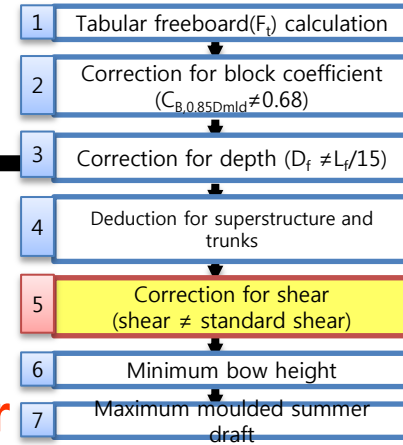 1 Tabular freeboard(Ft) calculation
2 Correction for block coefficient
(CB,0.85Dmld≠0.68)
3 Correction for depth (Df ≠Lf/15)
4 Deduction for superstructure and
trunks
5 Correction for shear
(shear ≠ standard shear)
6 Minimum bow height
r
7 Maximum moulded summer
draft